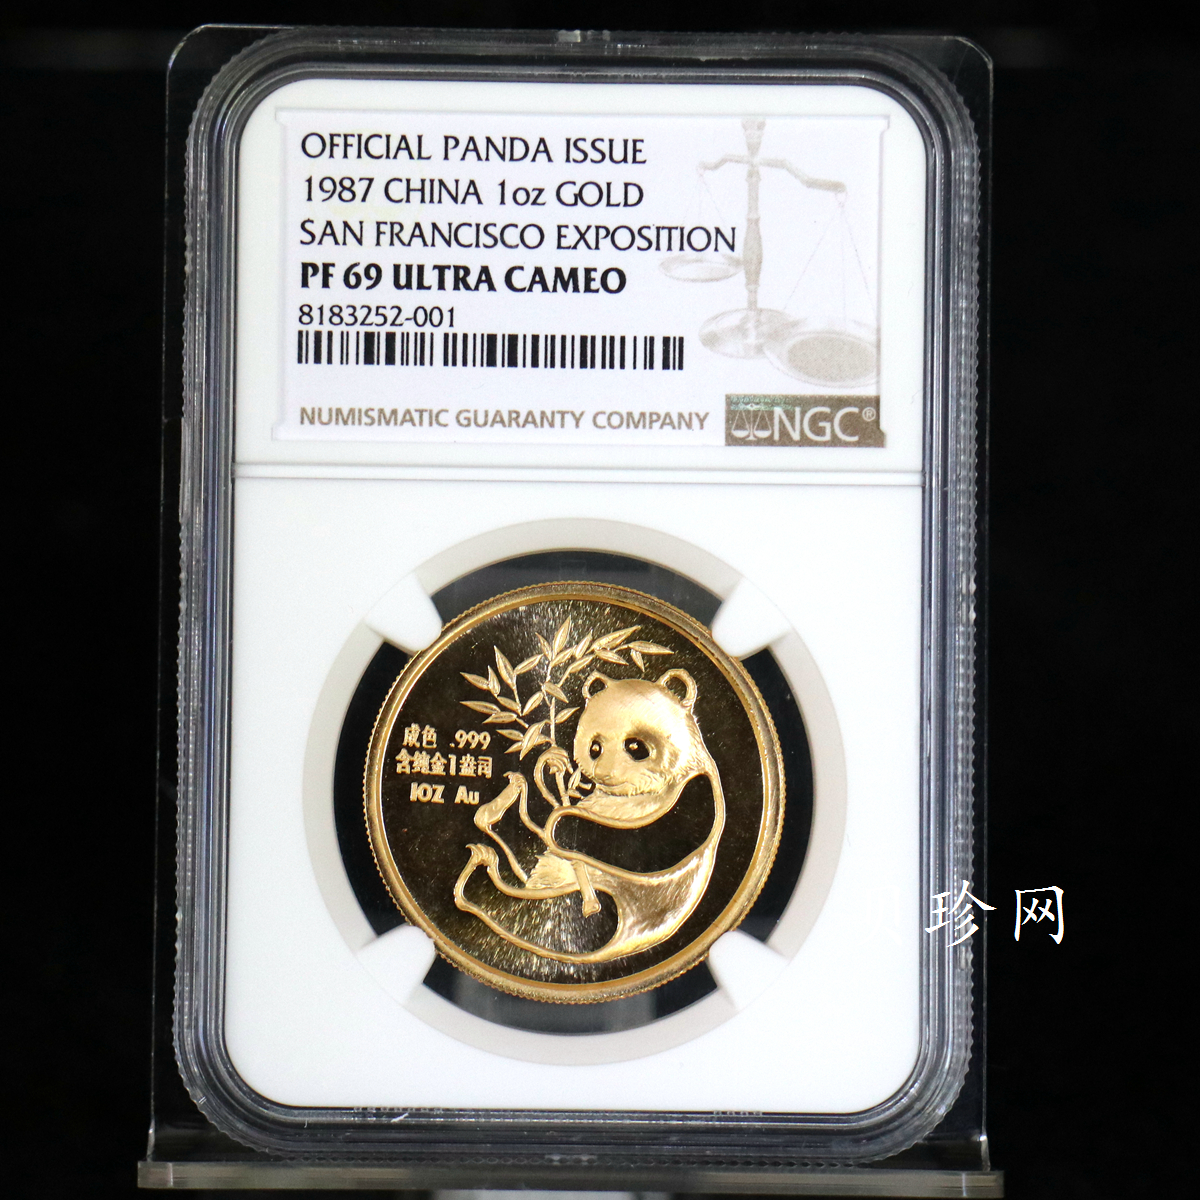 OFFICIAL PANDA ISSUE
1987 CHINA 1oz GOLD
SAN FRANCISCO EXPOSITION
PF 69 ULTRA CAMEO
8183252-001
NUMISMATIC GUARANTY COMPANY
NGC®
成色 .999
含纯金1盎司
1OZ Au
珍网